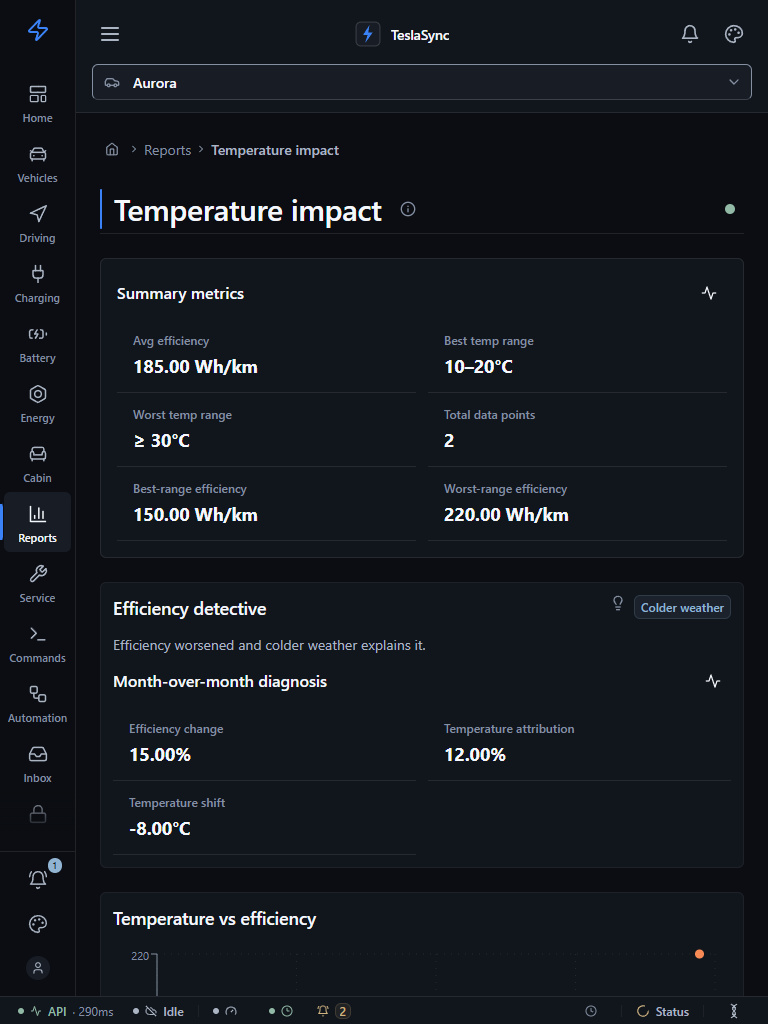 TeslaSync
Aurora
Home
Vehicles
Driving
Charging
Battery
Energy
Cabin
Reports
Service
Commands
Automation
Inbox
1
Reports
Temperature impact
Temperature impact
Summary metrics
Avg efficiency
185.00 Wh/km
Best temp range
10–20°C
Worst temp range
≥ 30°C
Total data points
2
Best-range efficiency
150.00 Wh/km
Worst-range efficiency
220.00 Wh/km
Efficiency detective
Colder weather
Efficiency worsened and colder weather explains it.
Month-over-month diagnosis
Efficiency change
15.00%
Temperature attribution
12.00%
Temperature shift
-8.00°C
Temperature vs efficiency
220
API · 290ms
Idle
2
Status